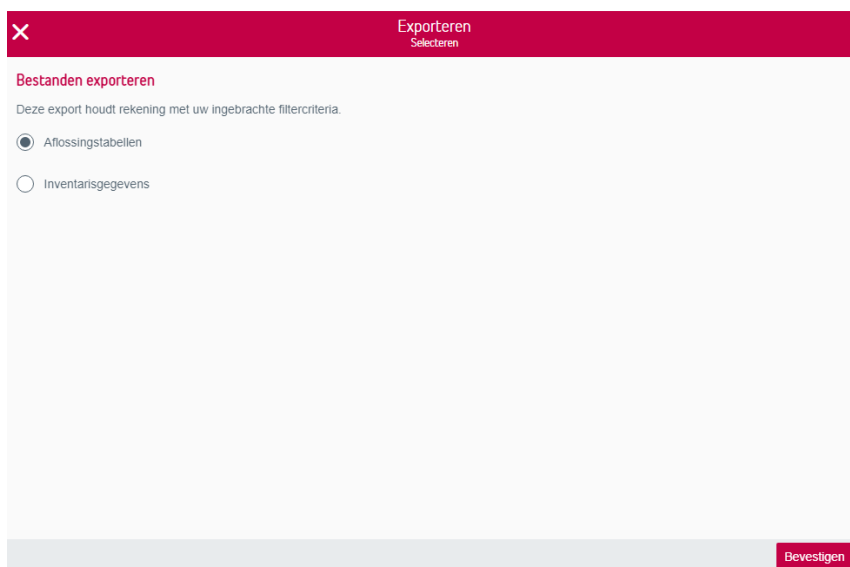 Exporteren
Selecteren
Bestanden exporteren
Deze export houdt rekening met uw ingebrachte filtercriteria.
Aflossingstabellen
Inventarisgegevens
Bevestigen